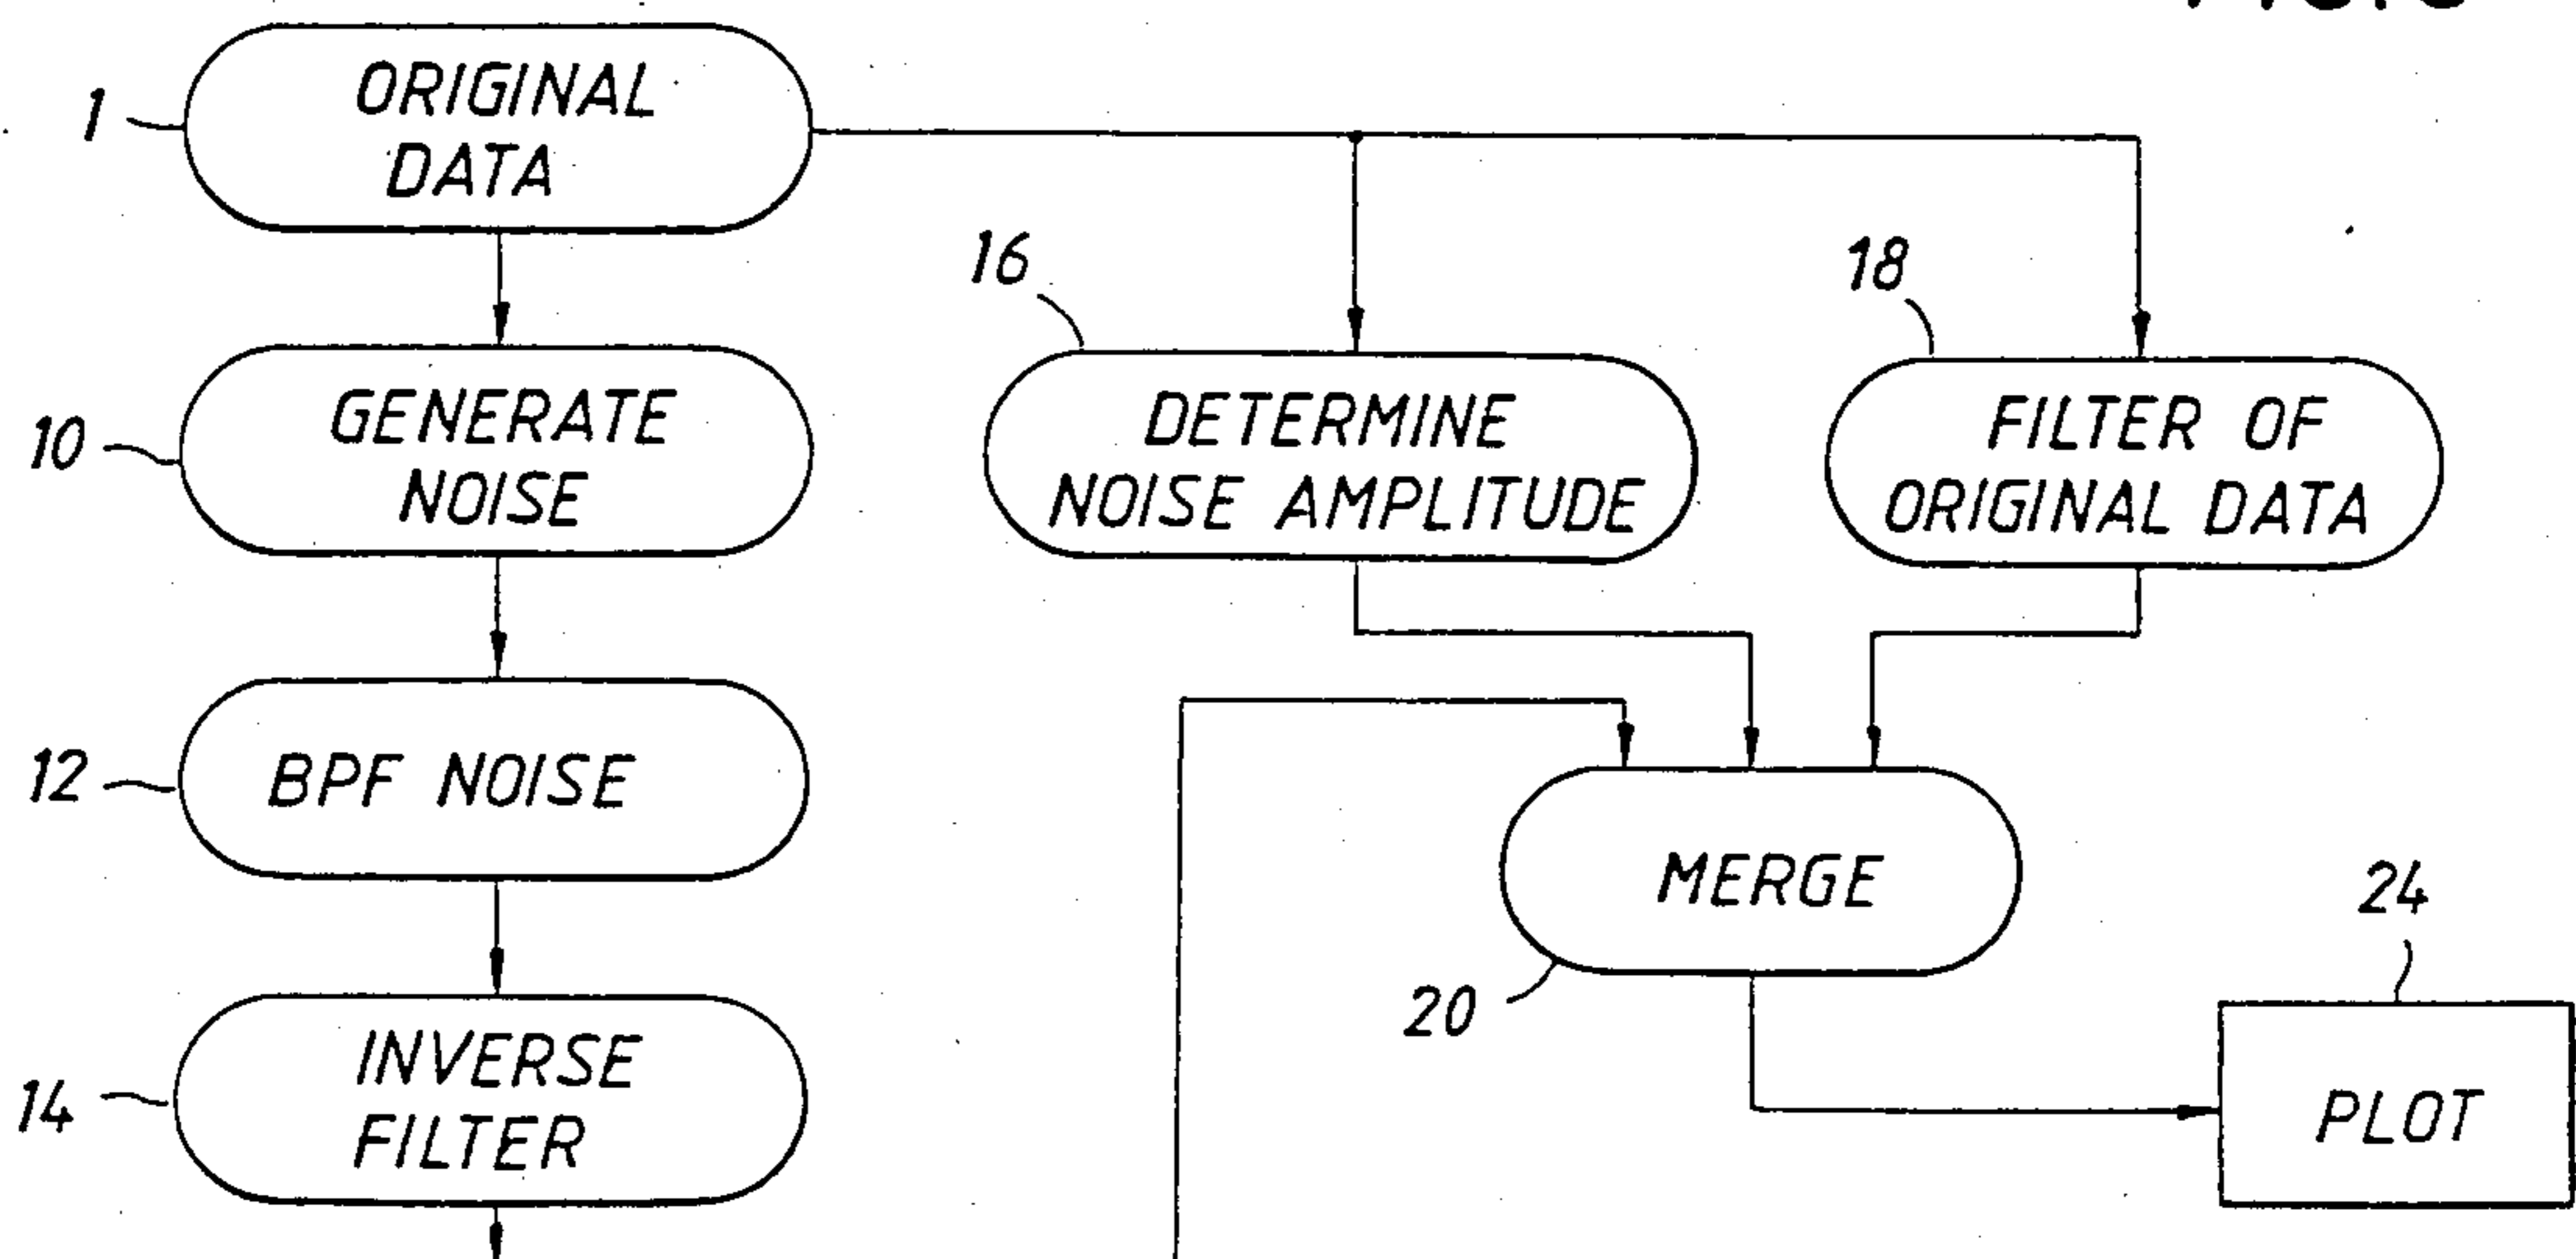 1
ORIGINAL
DATA
16
18
10
GENERATE
NOISE
DETERMINE
NOISE AMPLITUDE
FILTER OF
ORIGINAL DATA
12
BPF NOISE
MERGE
20
24
14
INVERSE
FILTER
PLOT